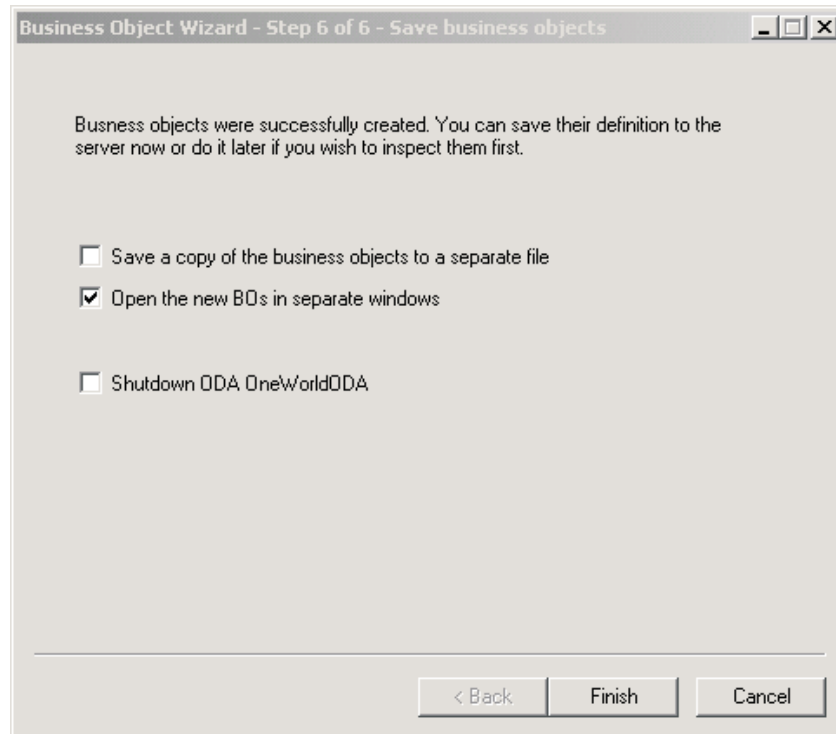 Business Object Wizard - Step 6 of 6 - Save business objects
Busness objects were successfully created. You can save their definition to the
server now or do it later if you wish to inspect them first.
Save a copy of the business objects to a separate file
Open the new BOs in separate windows
Shutdown ODA OneWorldODA
< Back
Finish
Cancel